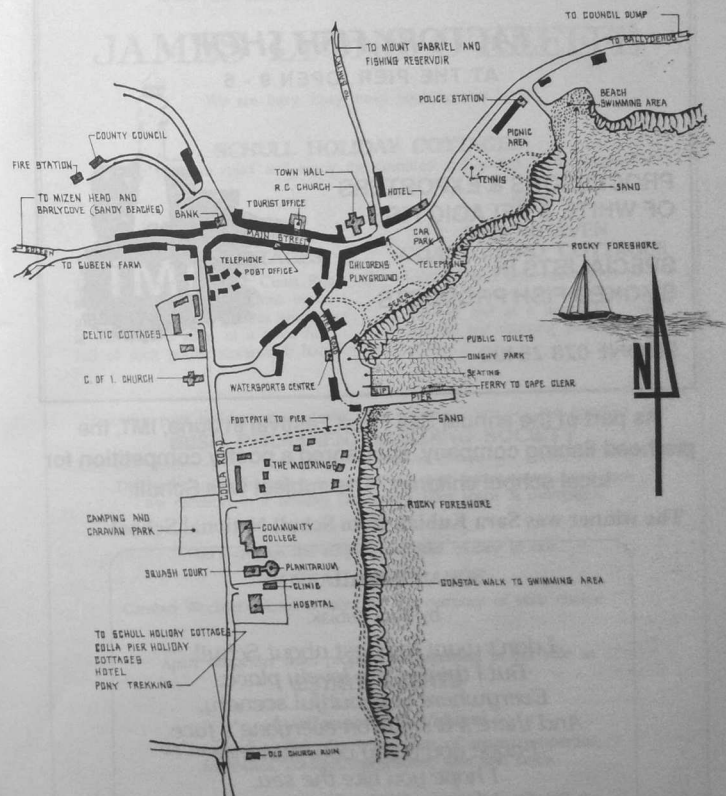 TO COUNCIL DUMP
TO BALLYDEHOB
TO MOUNT GABRIEL AND
FISHING RESERVOIR
POLICE STATION
BEACH
SWIMMING AREA
PICNIC
AREA
COUNTY COUNCIL
FIRE STATION
TOWN HALL
R.C. CHURCH
HOTEL
TENNIS
SAND
TO MIZEN HEAD AND
BARLYCOVE (SANDY BEACHES)
BANK
TOURIST OFFICE
MAIN STREET
CAR
PARK
TO GUBEEN FARM
TELEPHONE
POST OFFICE
CHILDRENS
PLAYGROUND
TELEPHONE
ROCKY FORESHORE
CELTIC COTTAGES
PUBLIC TOILETS
DINGHY PARK
SEATING
C. OF I. CHURCH
WATERSPORTS CENTRE
SLIP
PIER
FERRY TO CAPE CLEAR
N
FOOTPATH TO PIER
SAND
COLLA ROAD
THE MOORINGS
ROCKY FORESHORE
CAMPING AND
CARAVAN PARK
COMMUNITY
COLLEGE
SQUASH COURT
PLANITARIUM
CLINIC
COASTAL WALK TO SWIMMING AREA
HOSPITAL
TO SCHULL HOLIDAY COTTAGES
COLLA PIER HOLIDAY
COTTAGES
HOTEL
PONY TREKKING
OLD CHURCH RUIN